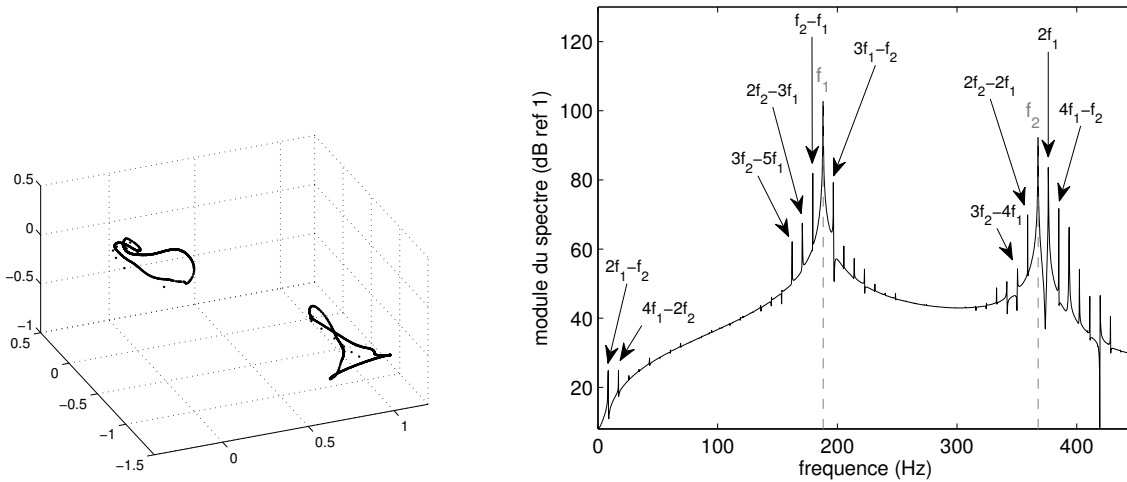 0.5
0
−0.5
−1
0.5
0
−0.5
−1
−1.5
0
0.5
1
module du spectre (dB ref 1)
120
100
80
60
40
20
0
100
200
300
400
frequence (Hz)
f₂−f₁
f₁
3f₁−f₂
2f₂−3f₁
3f₂−5f₁
2f₁−f₂
4f₁−2f₂
2f₁
2f₂−2f₁
f₂
4f₁−f₂
3f₂−4f₁